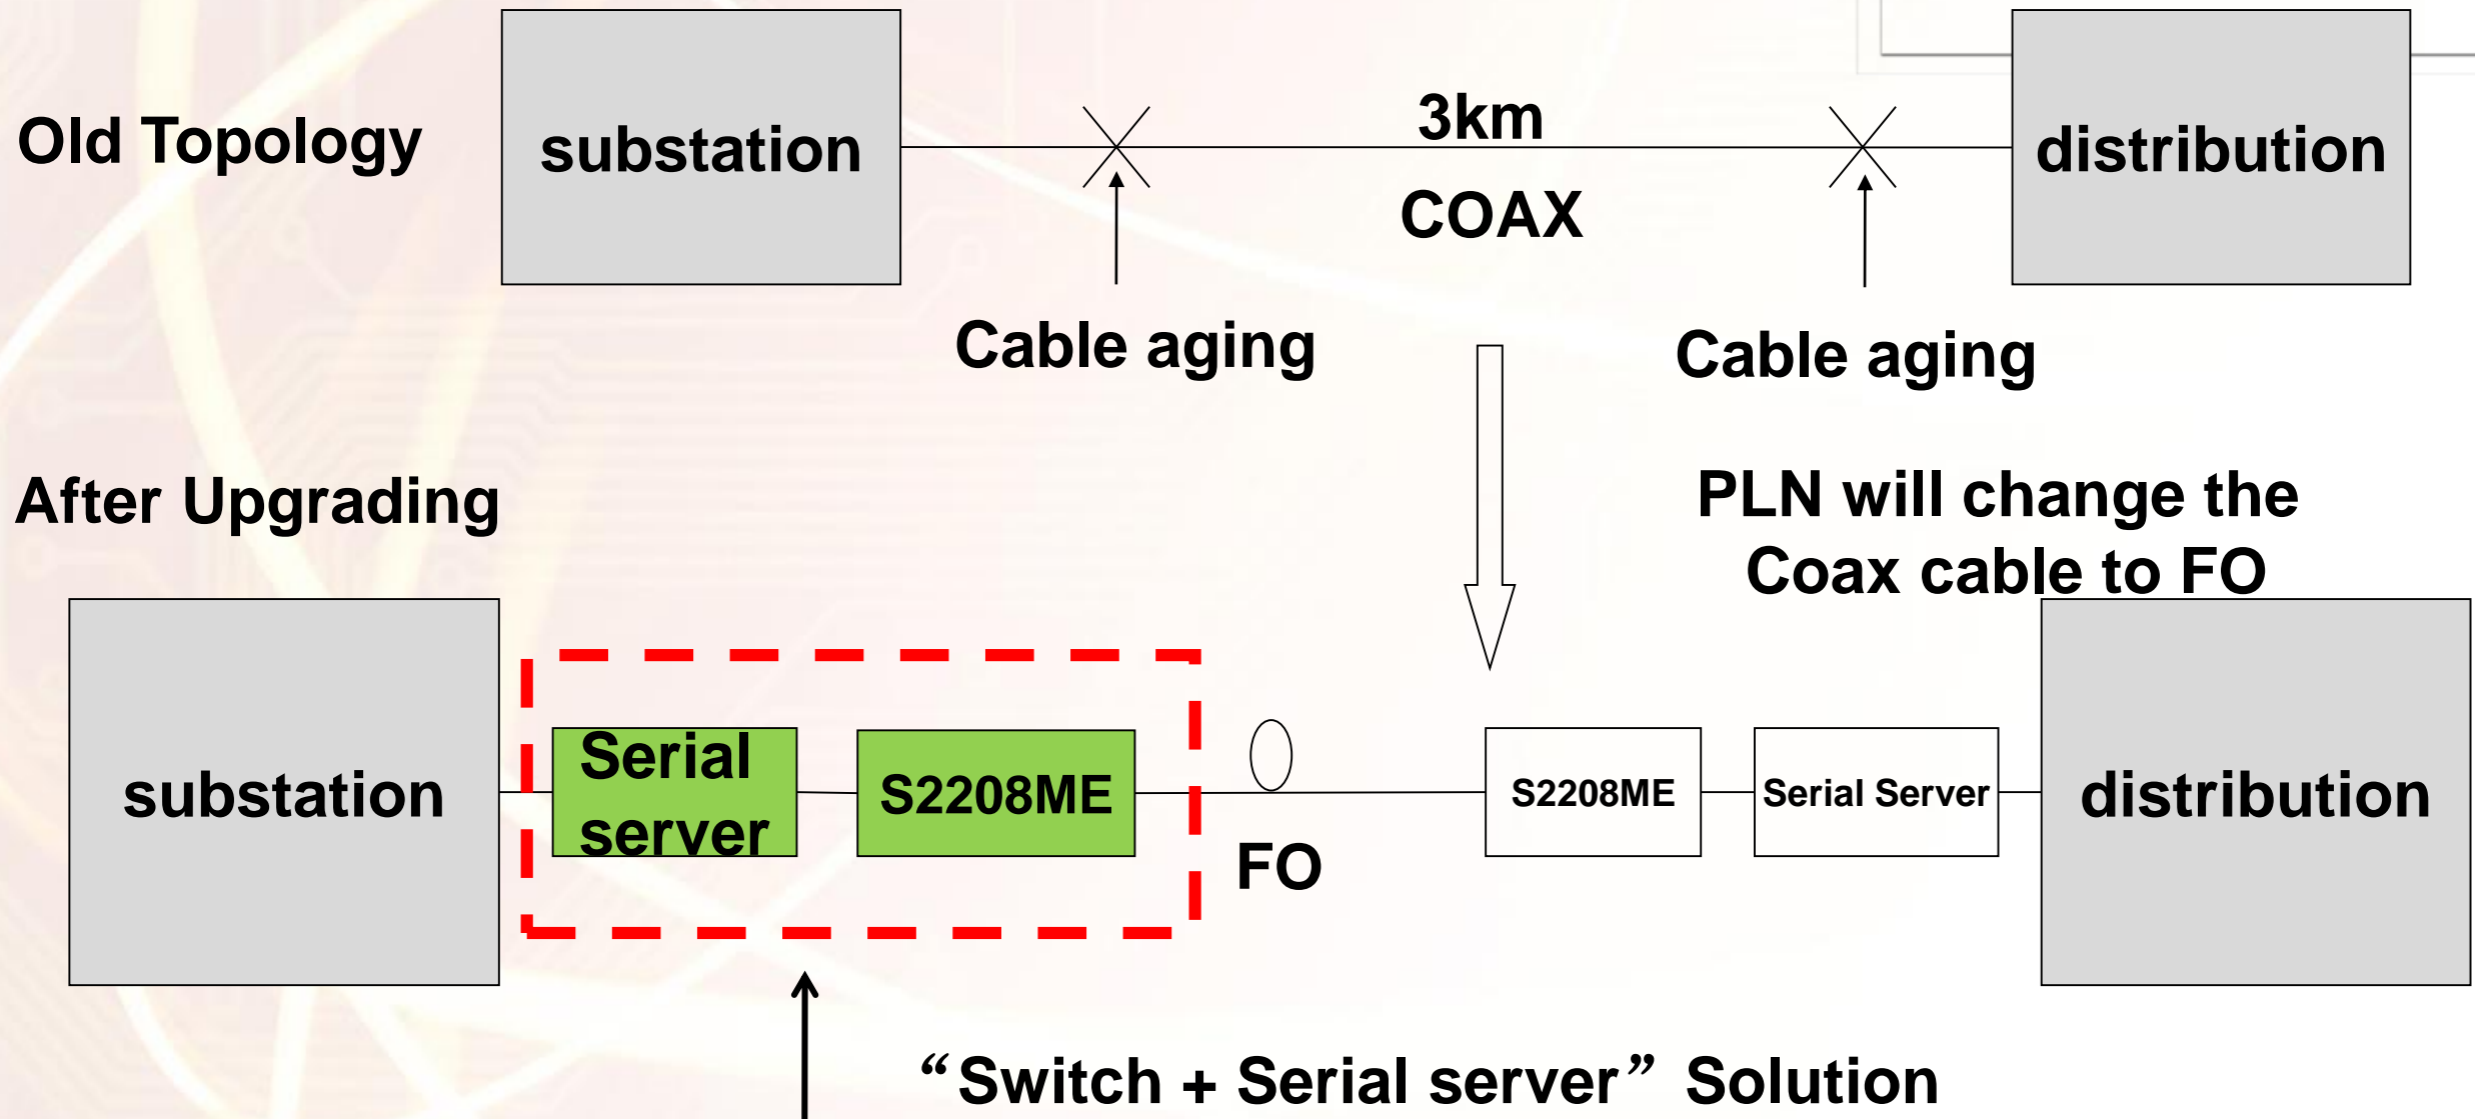 Old Topology
substation
3km
COAX
distribution
Cable aging
Cable aging
After Upgrading
PLN will change the
Coax cable to FO
substation
Serial
server
S2208ME
FO
S2208ME
Serial Server
distribution
“Switch + Serial server” Solution